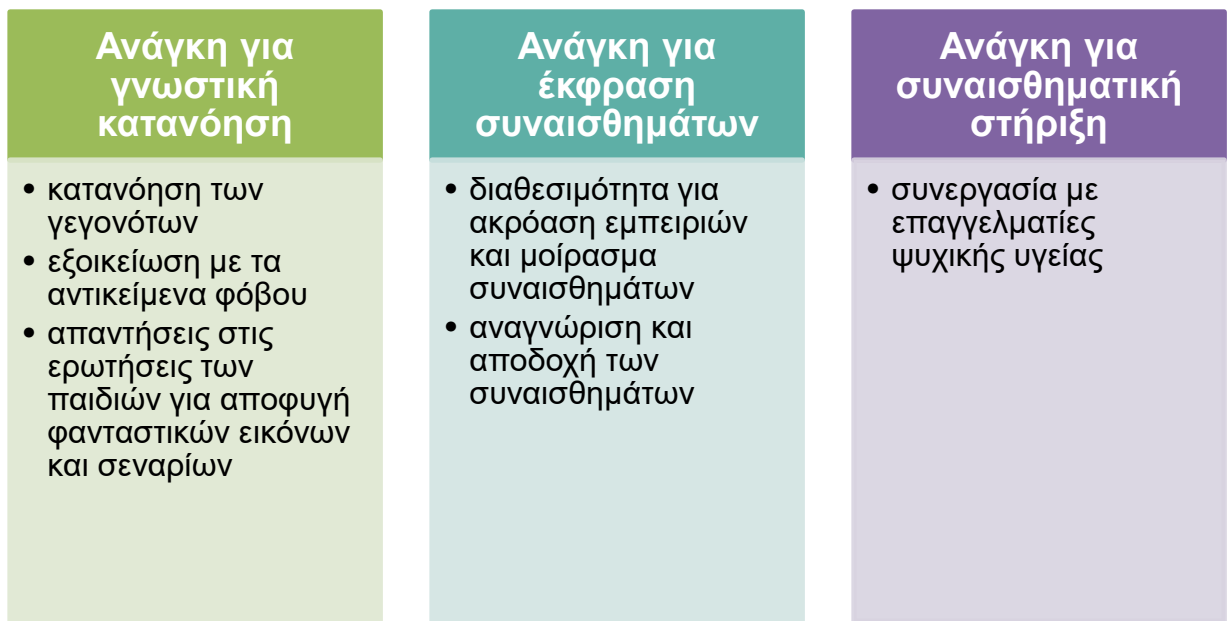 Ανάγκη για
γνωστική
κατανόηση
• κατανόηση των
γεγονότων
• εξοικείωση με τα
αντικείμενα φόβου
• απαντήσεις στις
ερωτήσεις των
παιδιών για αποφυγή
φανταστικών εικόνων
και σεναρίων
Ανάγκη για
έκφραση
συναισθημάτων
• διαθεσιμότητα για
ακρόαση εμπειριών
και μοίρασμα
συναισθημάτων
• αναγνώριση και
αποδοχή των
συναισθημάτων
Ανάγκη για
συναισθηματική
στήριξη
• συνεργασία με
επαγγελματίες
ψυχικής υγείας